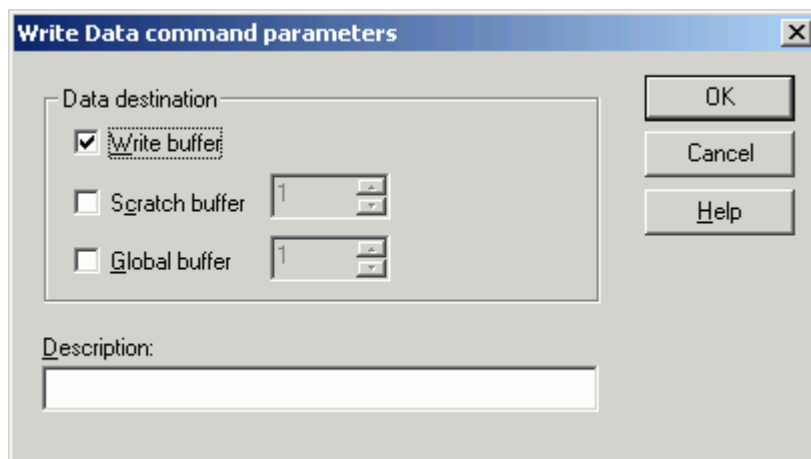 Write Data command parameters
Data destination
Write buffer
Scratch buffer 1
Global buffer 1
OK
Cancel
Help
Description: